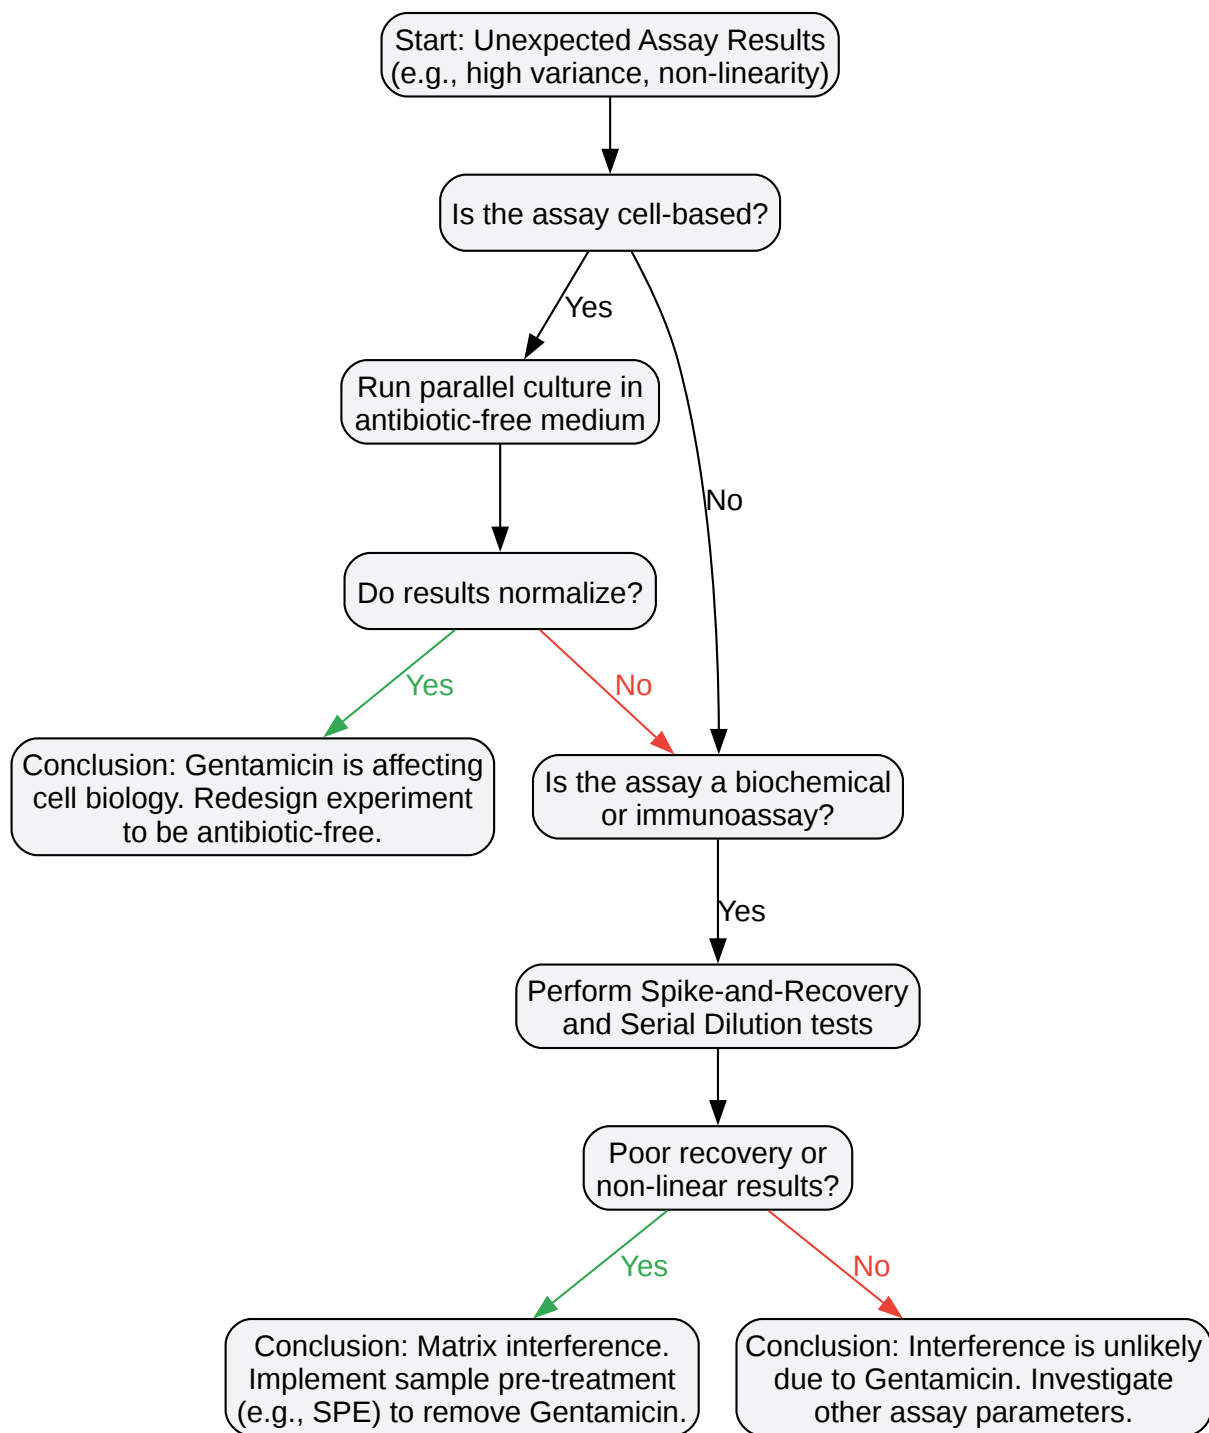 Start: Unexpected Assay Results
(e.g., high variance, non-linearity)
Is the assay cell-based?
Yes
Run parallel culture in
antibiotic-free medium
No
Do results normalize?
Yes
No
Conclusion: Gentamicin is affecting
cell biology. Redesign experiment
to be antibiotic-free.
Is the assay a biochemical
or immunoassay?
Yes
Perform Spike-and-Recovery
and Serial Dilution tests
Poor recovery or
non-linear results?
Yes
No
Conclusion: Matrix interference.
Implement sample pre-treatment
(e.g., SPE) to remove Gentamicin.
Conclusion: Interference is unlikely
due to Gentamicin. Investigate
other assay parameters.